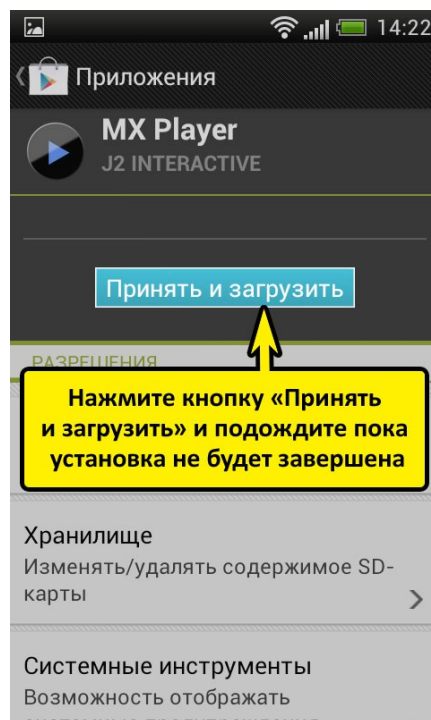 14:22
Приложения
MX Player
J2 INTERACTIVE
Принять и загрузить
РАЗРЕШЕНИЯ
Нажмите кнопку «Принять
и загрузить» и подождите пока
установка не будет завершена
Хранилище
Изменять/удалять содержимое SD-
карты
Системные инструменты
Возможность отображать